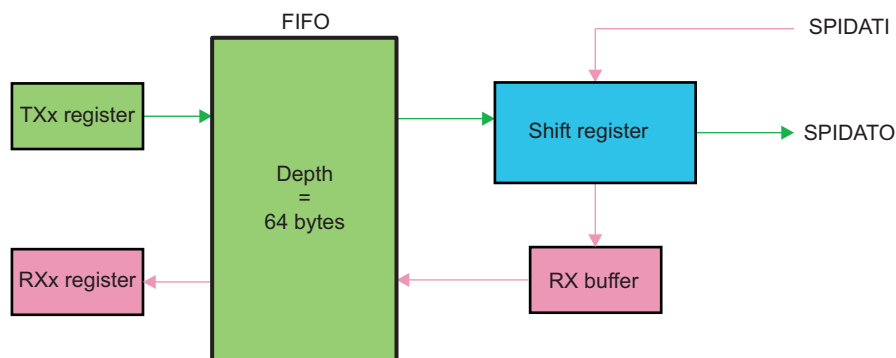 FIFO
SPIDATI
TXx register
Shift register
SPIDATO
Depth
=
64 bytes
RXx register
RX buffer